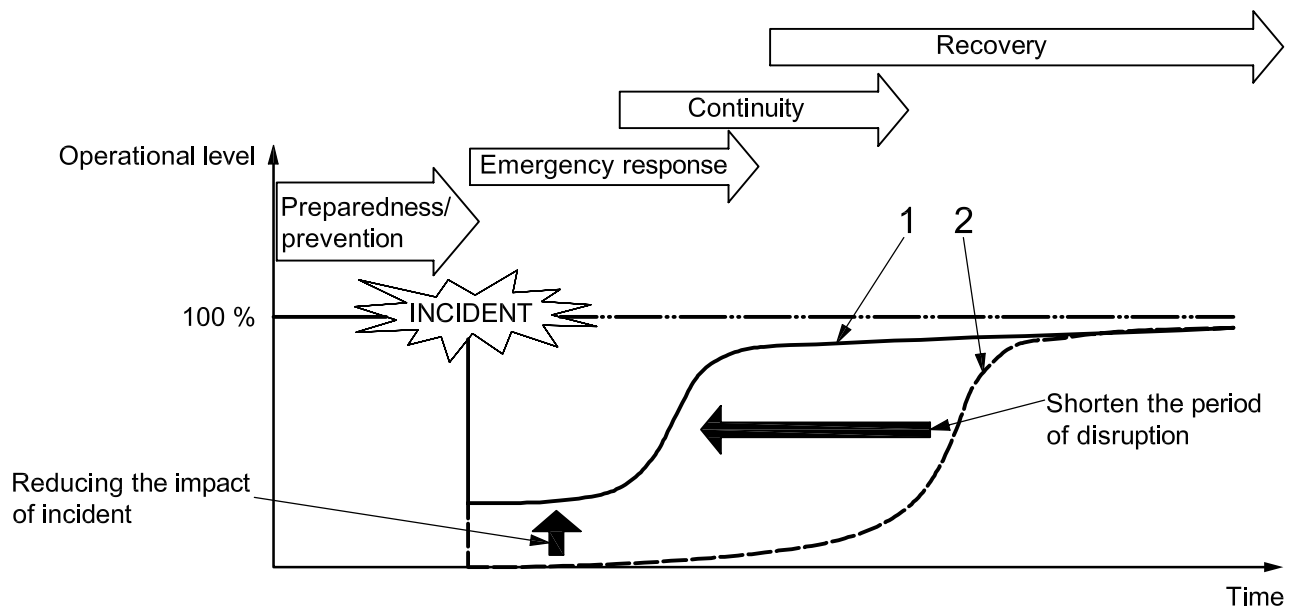 Recovery
Continuity
Operational level
Emergency response
Preparedness/
prevention
1
2
INCIDENT
100 %
Shorten the period
of disruption
Reducing the impact
of incident
Time